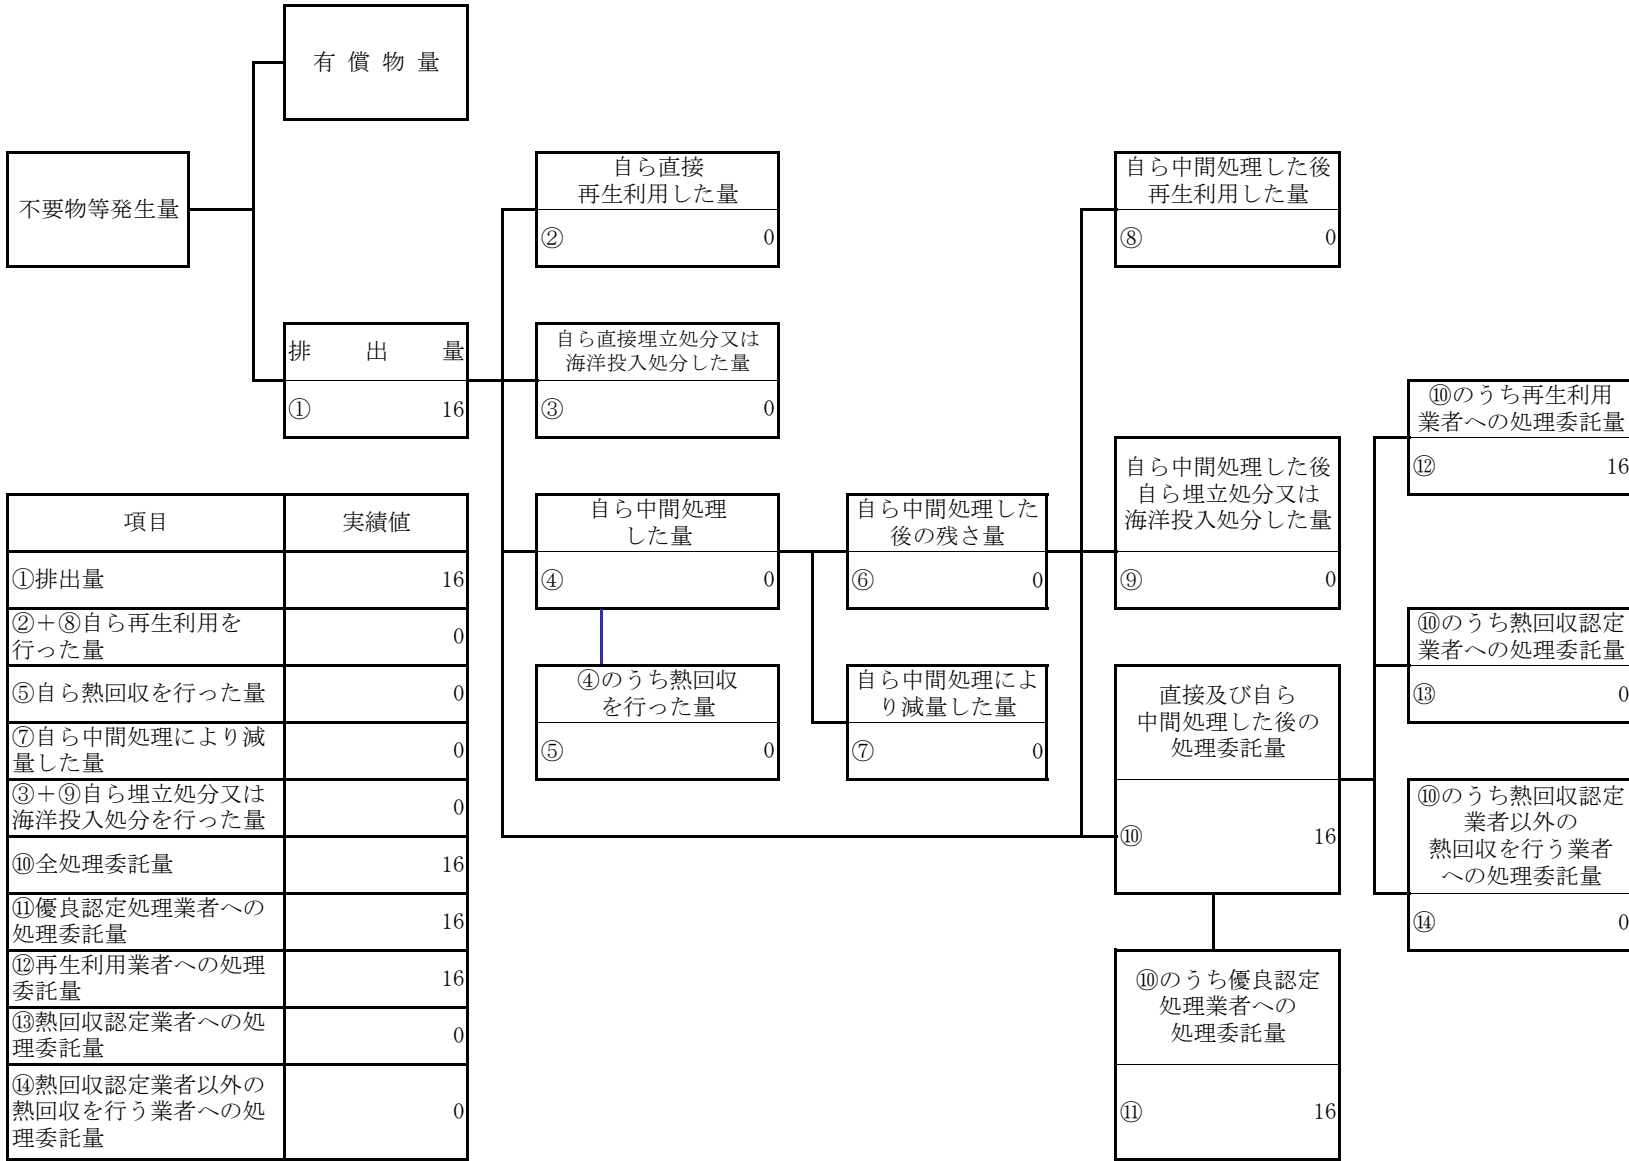 有 償 物 量
不要物等発生量
自ら直接
再生利用した量
② 0
自ら中間処理した後
再生利用した量
⑧ 0
排 出 量
① 16
自ら直接埋立処分又は
海洋投入処分した量
③ 0
⑩のうち再生利用
業者への処理委託量
⑫ 16
自ら中間処理した後
自ら埋立処分又は
海洋投入処分した量
⑨ 0
自ら中間処理
した量
④ 0
自ら中間処理した
後の残さ量
⑥ 0
⑩のうち熱回収認定
業者への処理委託量
⑬ 0
④のうち熱回収
を行った量
⑤ 0
自ら中間処理によ
り減量した量
⑦ 0
直接及び自ら
中間処理した後の
処理委託量
⑩ 16
⑩のうち熱回収認定
業者以外の
熱回収を行う業者
への処理委託量
⑭ 0
⑩のうち優良認定
処理業者への
処理委託量
⑪ 16
項目 実績値
①排出量 16
②＋⑧自ら再生利用を
行った量 0
⑤自ら熱回収を行った量 0
⑦自ら中間処理により減
量した量 0
③＋⑨自ら埋立処分又は
海洋投入処分を行った量 0
⑩全処理委託量 16
⑪優良認定処理業者への
処理委託量 16
⑫再生利用業者への処理
委託量 16
⑬熱回収認定業者への処
理委託量 0
⑭熱回収認定業者以外の
熱回収を行う業者への処
理委託量 0